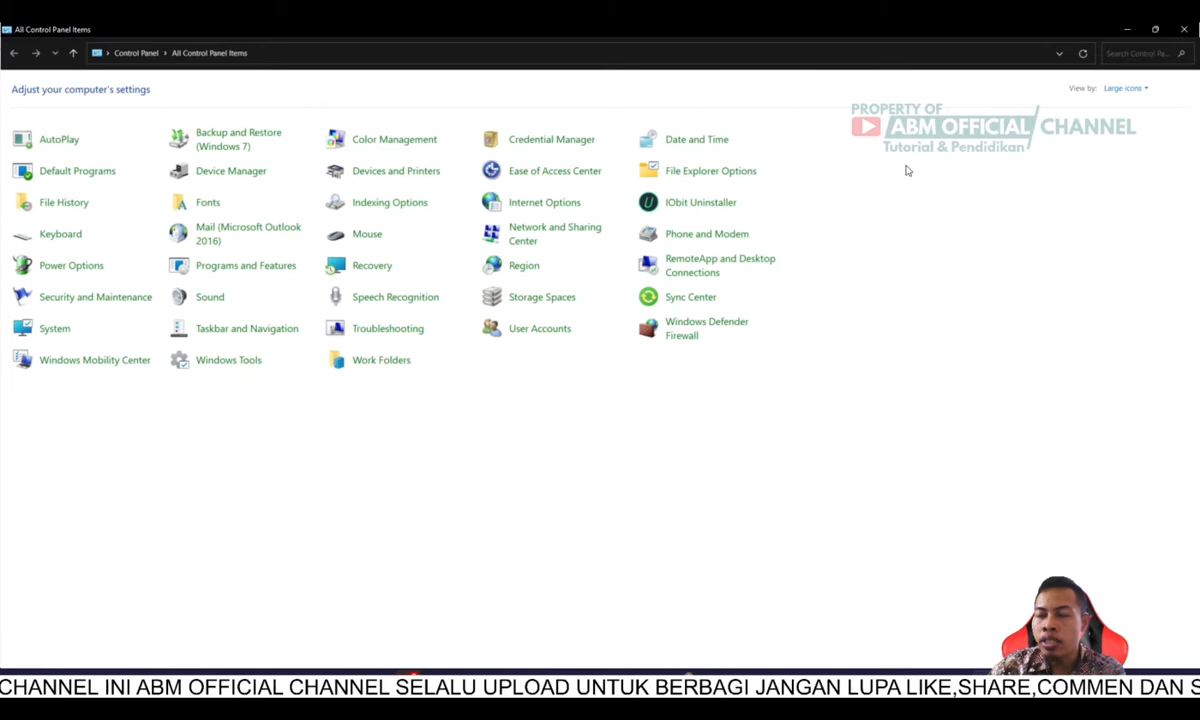 All Control Panel Items
Control Panel > All Control Panel Items
Search Control Pa...
Adjust your computer's settings
View by: Large icons
PROPERTY OF
ABM OFFICIAL CHANNEL
Tutorial & Pendidikan
AutoPlay
Backup and Restore
(Windows 7)
Color Management
Credential Manager
Date and Time
Default Programs
Device Manager
Devices and Printers
Ease of Access Center
File Explorer Options
File History
Fonts
Indexing Options
Internet Options
IObit Uninstaller
Keyboard
Mail (Microsoft Outlook
2016)
Mouse
Network and Sharing
Center
Phone and Modem
Power Options
Programs and Features
Recovery
Region
RemoteApp and Desktop
Connections
Security and Maintenance
Sound
Speech Recognition
Storage Spaces
Sync Center
System
Taskbar and Navigation
Troubleshooting
User Accounts
Windows Defender
Firewall
Windows Mobility Center
Windows Tools
Work Folders
CHANNEL INI ABM OFFICIAL CHANNEL SELALU UPLOAD UNTUK BERBAGI JANGAN LUPA LIKE,SHARE,COMMEN DAN S